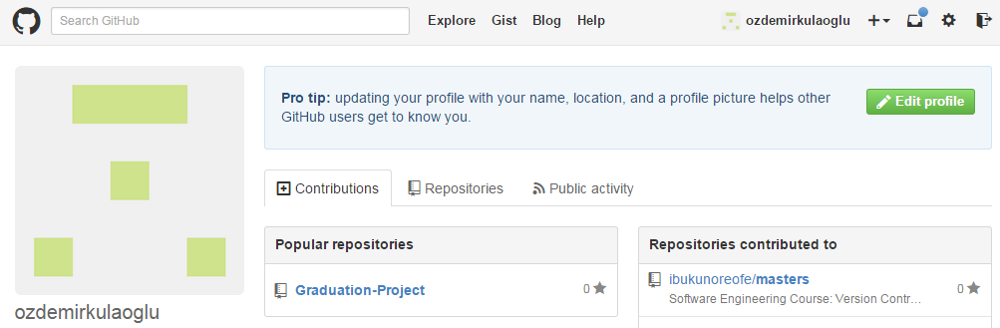 Search GitHub
Explore Gist Blog Help
ozdemirkulaoglu
Pro tip: updating your profile with your name, location, and a profile picture helps other
GitHub users get to know you.
Edit profile
Contributions
Repositories
Public activity
Popular repositories
Graduation-Project
0
Repositories contributed to
ibukunoreofe/masters
Software Engineering Course: Version Contr…
0
ozdemirkulaoglu